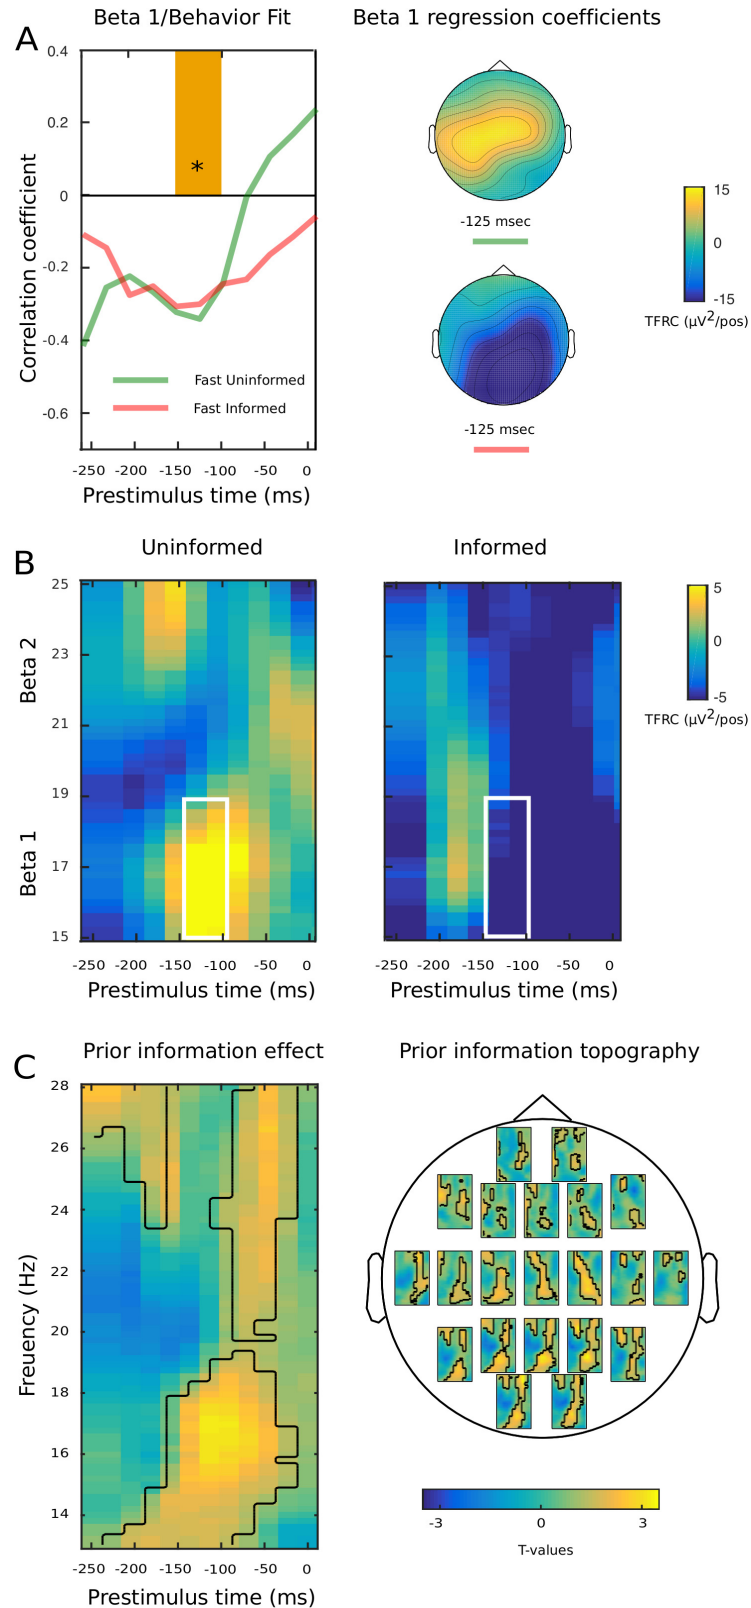 Beta 1/Behavior Fit
Beta 1 regression coefficients
A
0.4
0.2
0
-0.2
-0.4
-0.6
Correlation coefficient
*
Fast Uninformed
Fast Informed
-250 -200 -150 -100 -50 0
Prestimulus time (ms)
-125 msec
-125 msec
15
0
-15
TFRC (µV²/pos)
B
Uninformed
Informed
25
23
21
19
17
15
Beta 2
Beta 1
-250 -200 -150 -100 -50 0
Prestimulus time (ms)
-250 -200 -150 -100 -50 0
Prestimulus time (ms)
5
0
-5
TFRC (µV²/pos)
C
Prior information effect
Prior information topography
28
26
24
22
20
18
16
14
Freuency (Hz)
-250 -200 -150 -100 -50 0
Prestimulus time (ms)
-3 0 3
T-values